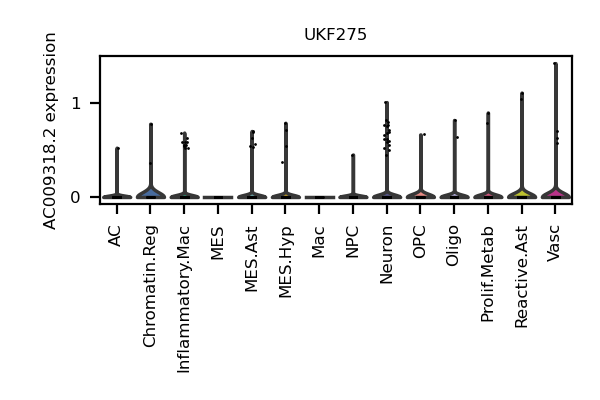 UKF275
AC009318.2 expression
1
0
AC
Chromatin.Reg
Inflammatory.Mac
MES
MES.Ast
MES.Hyp
Mac
NPC
Neuron
OPC
Oligo
Prolif.Metab
Reactive.Ast
Vasc